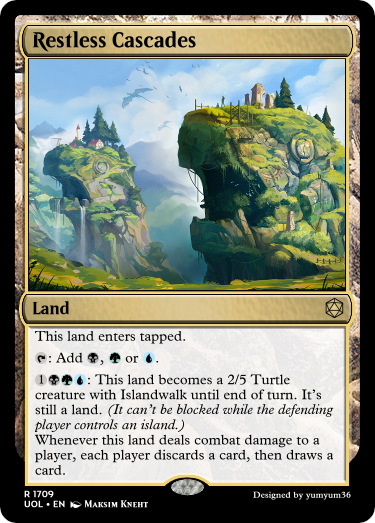 Restless Cascades
Land
This land enters tapped.
: Add , or .
1: This land becomes a 2/5 Turtle
creature with Islandwalk until end of turn. It's
still a land. (It can't be blocked while the defending
player controls an island.)
Whenever this land deals combat damage to a
player, each player discards a card, then draws a
card.
R 1709
UOL • EN Maksim Kneht
Designed by yumyum36